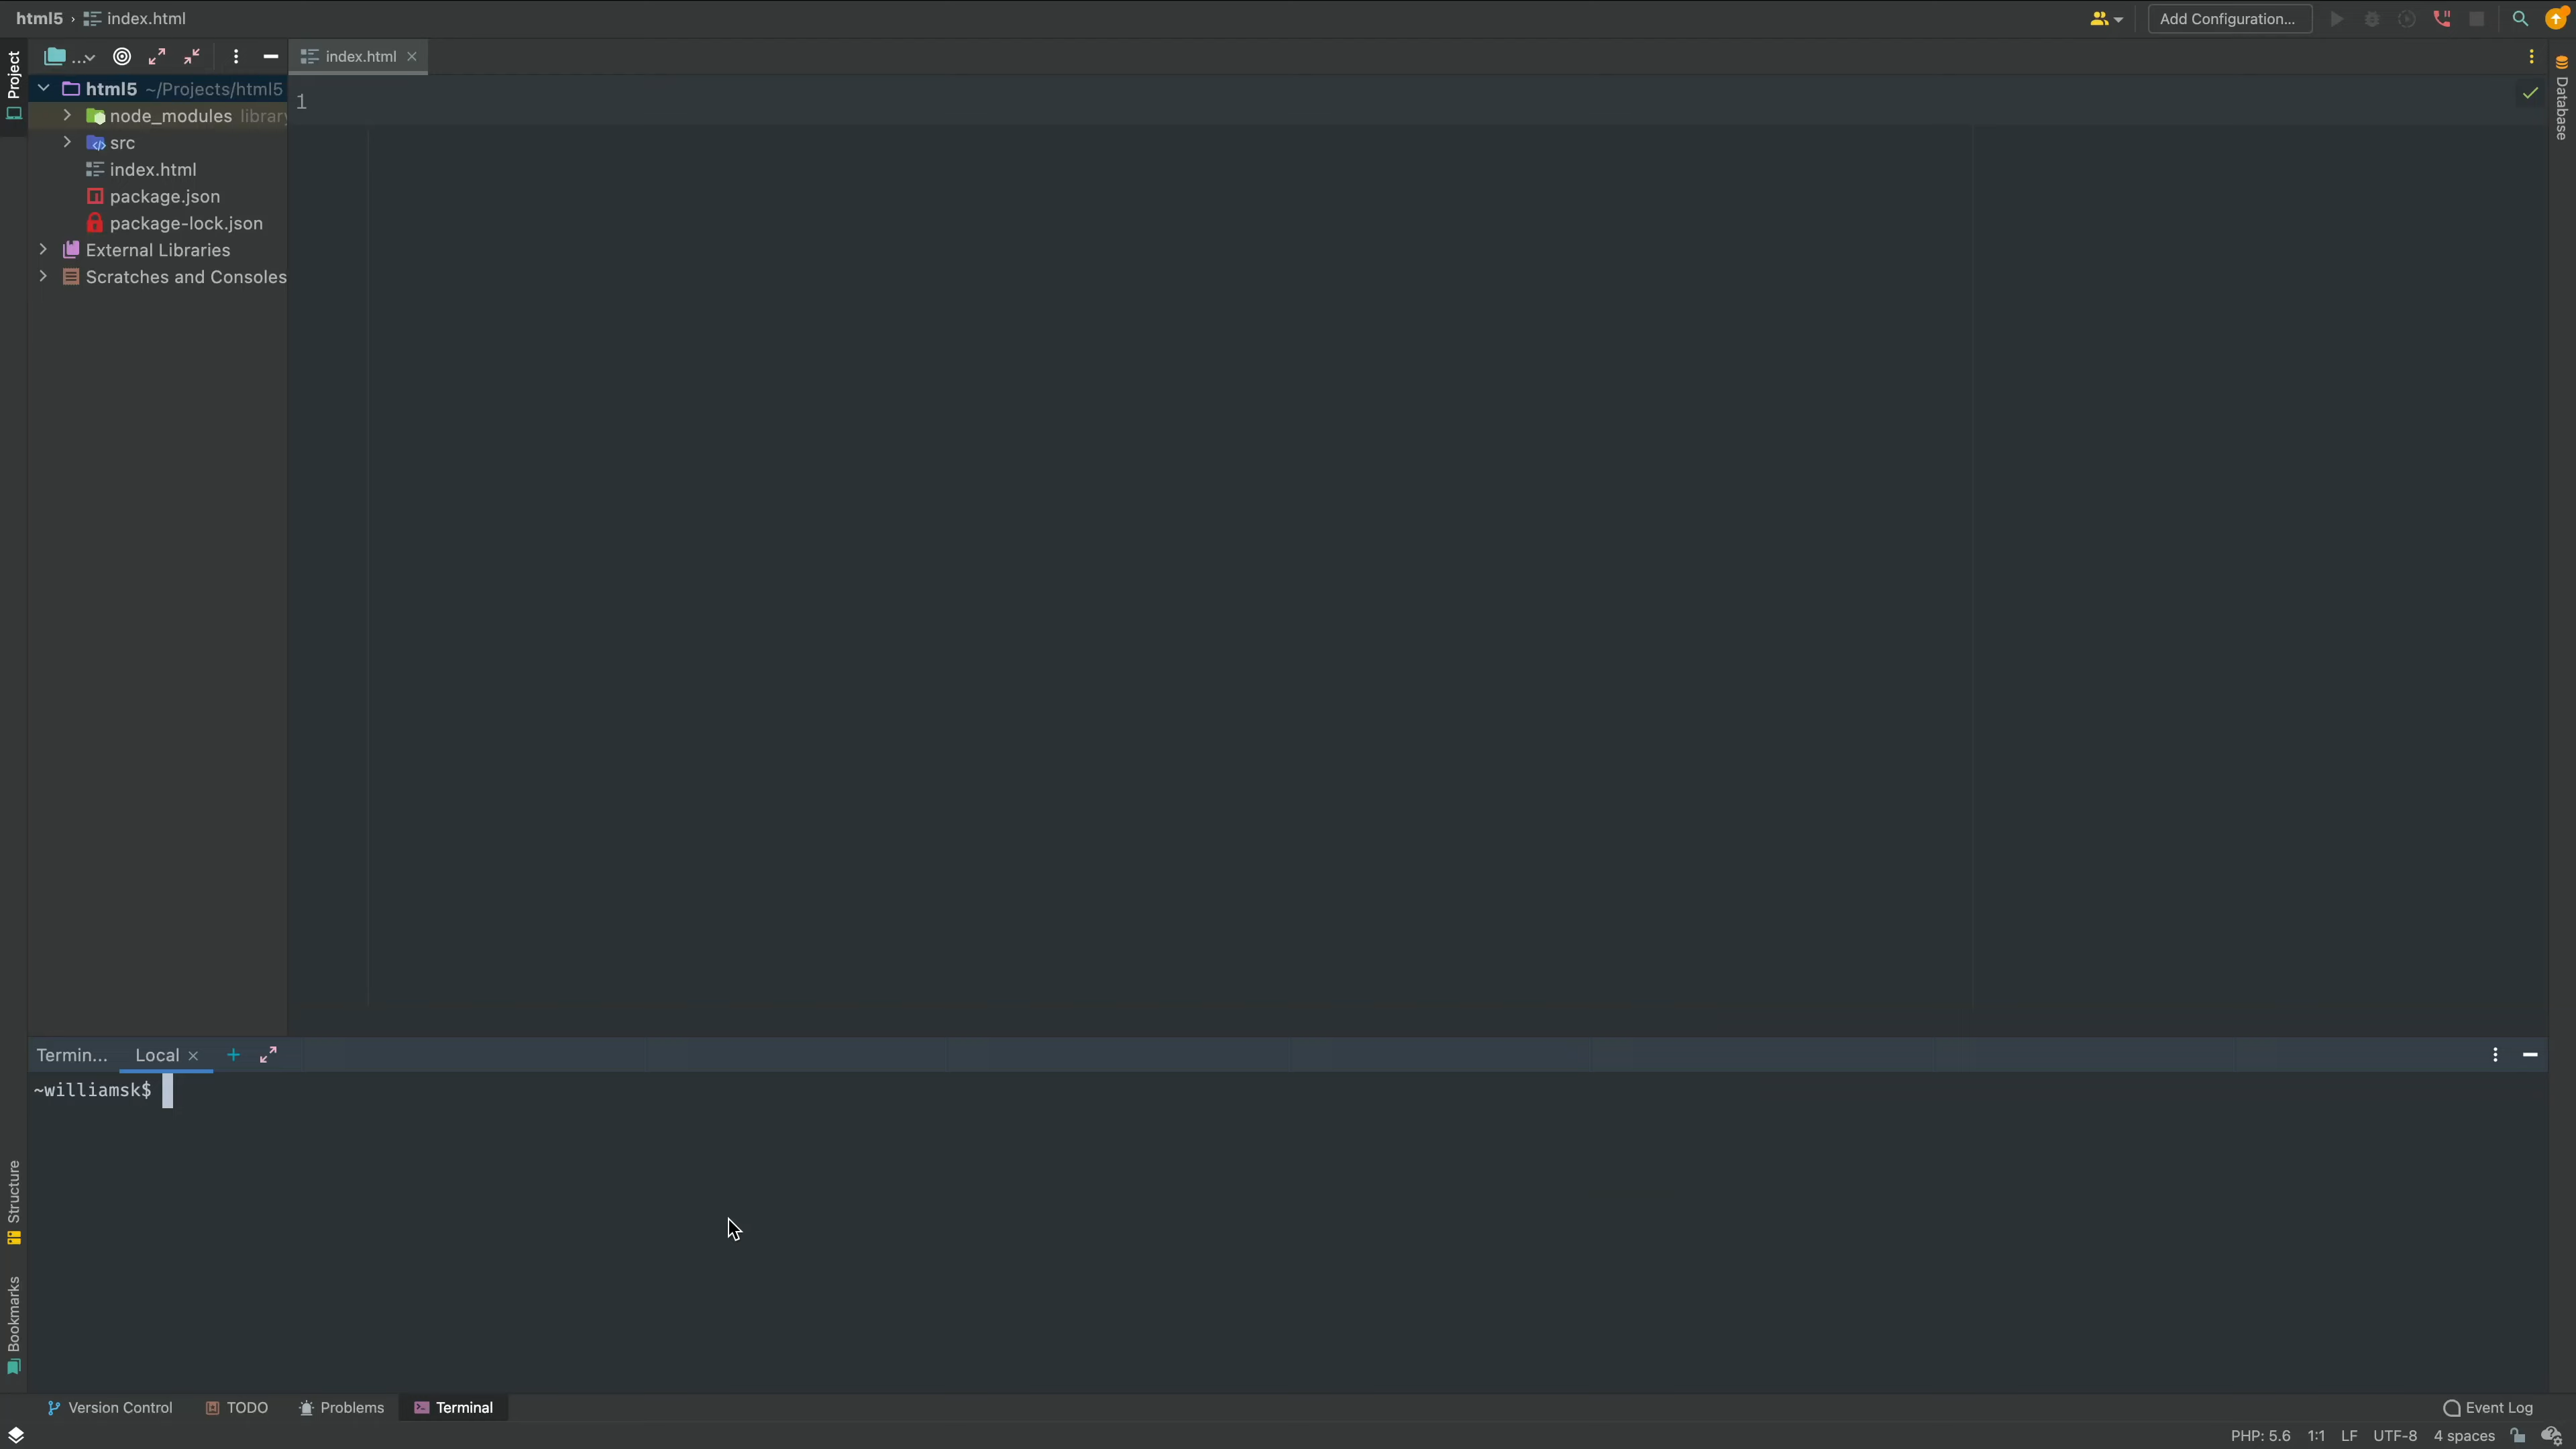 html5 › index.html
Add Configuration...
Project
...
index.html
html5 ~/Projects/html5
1
node_modules library
src
index.html
package.json
package-lock.json
External Libraries
Scratches and Consoles
Database
Termin... Local
~williamsk$
Structure
Bookmarks
Version Control TODO Problems Terminal
Event Log
PHP: 5.6 1:1 LF UTF-8 4 spaces